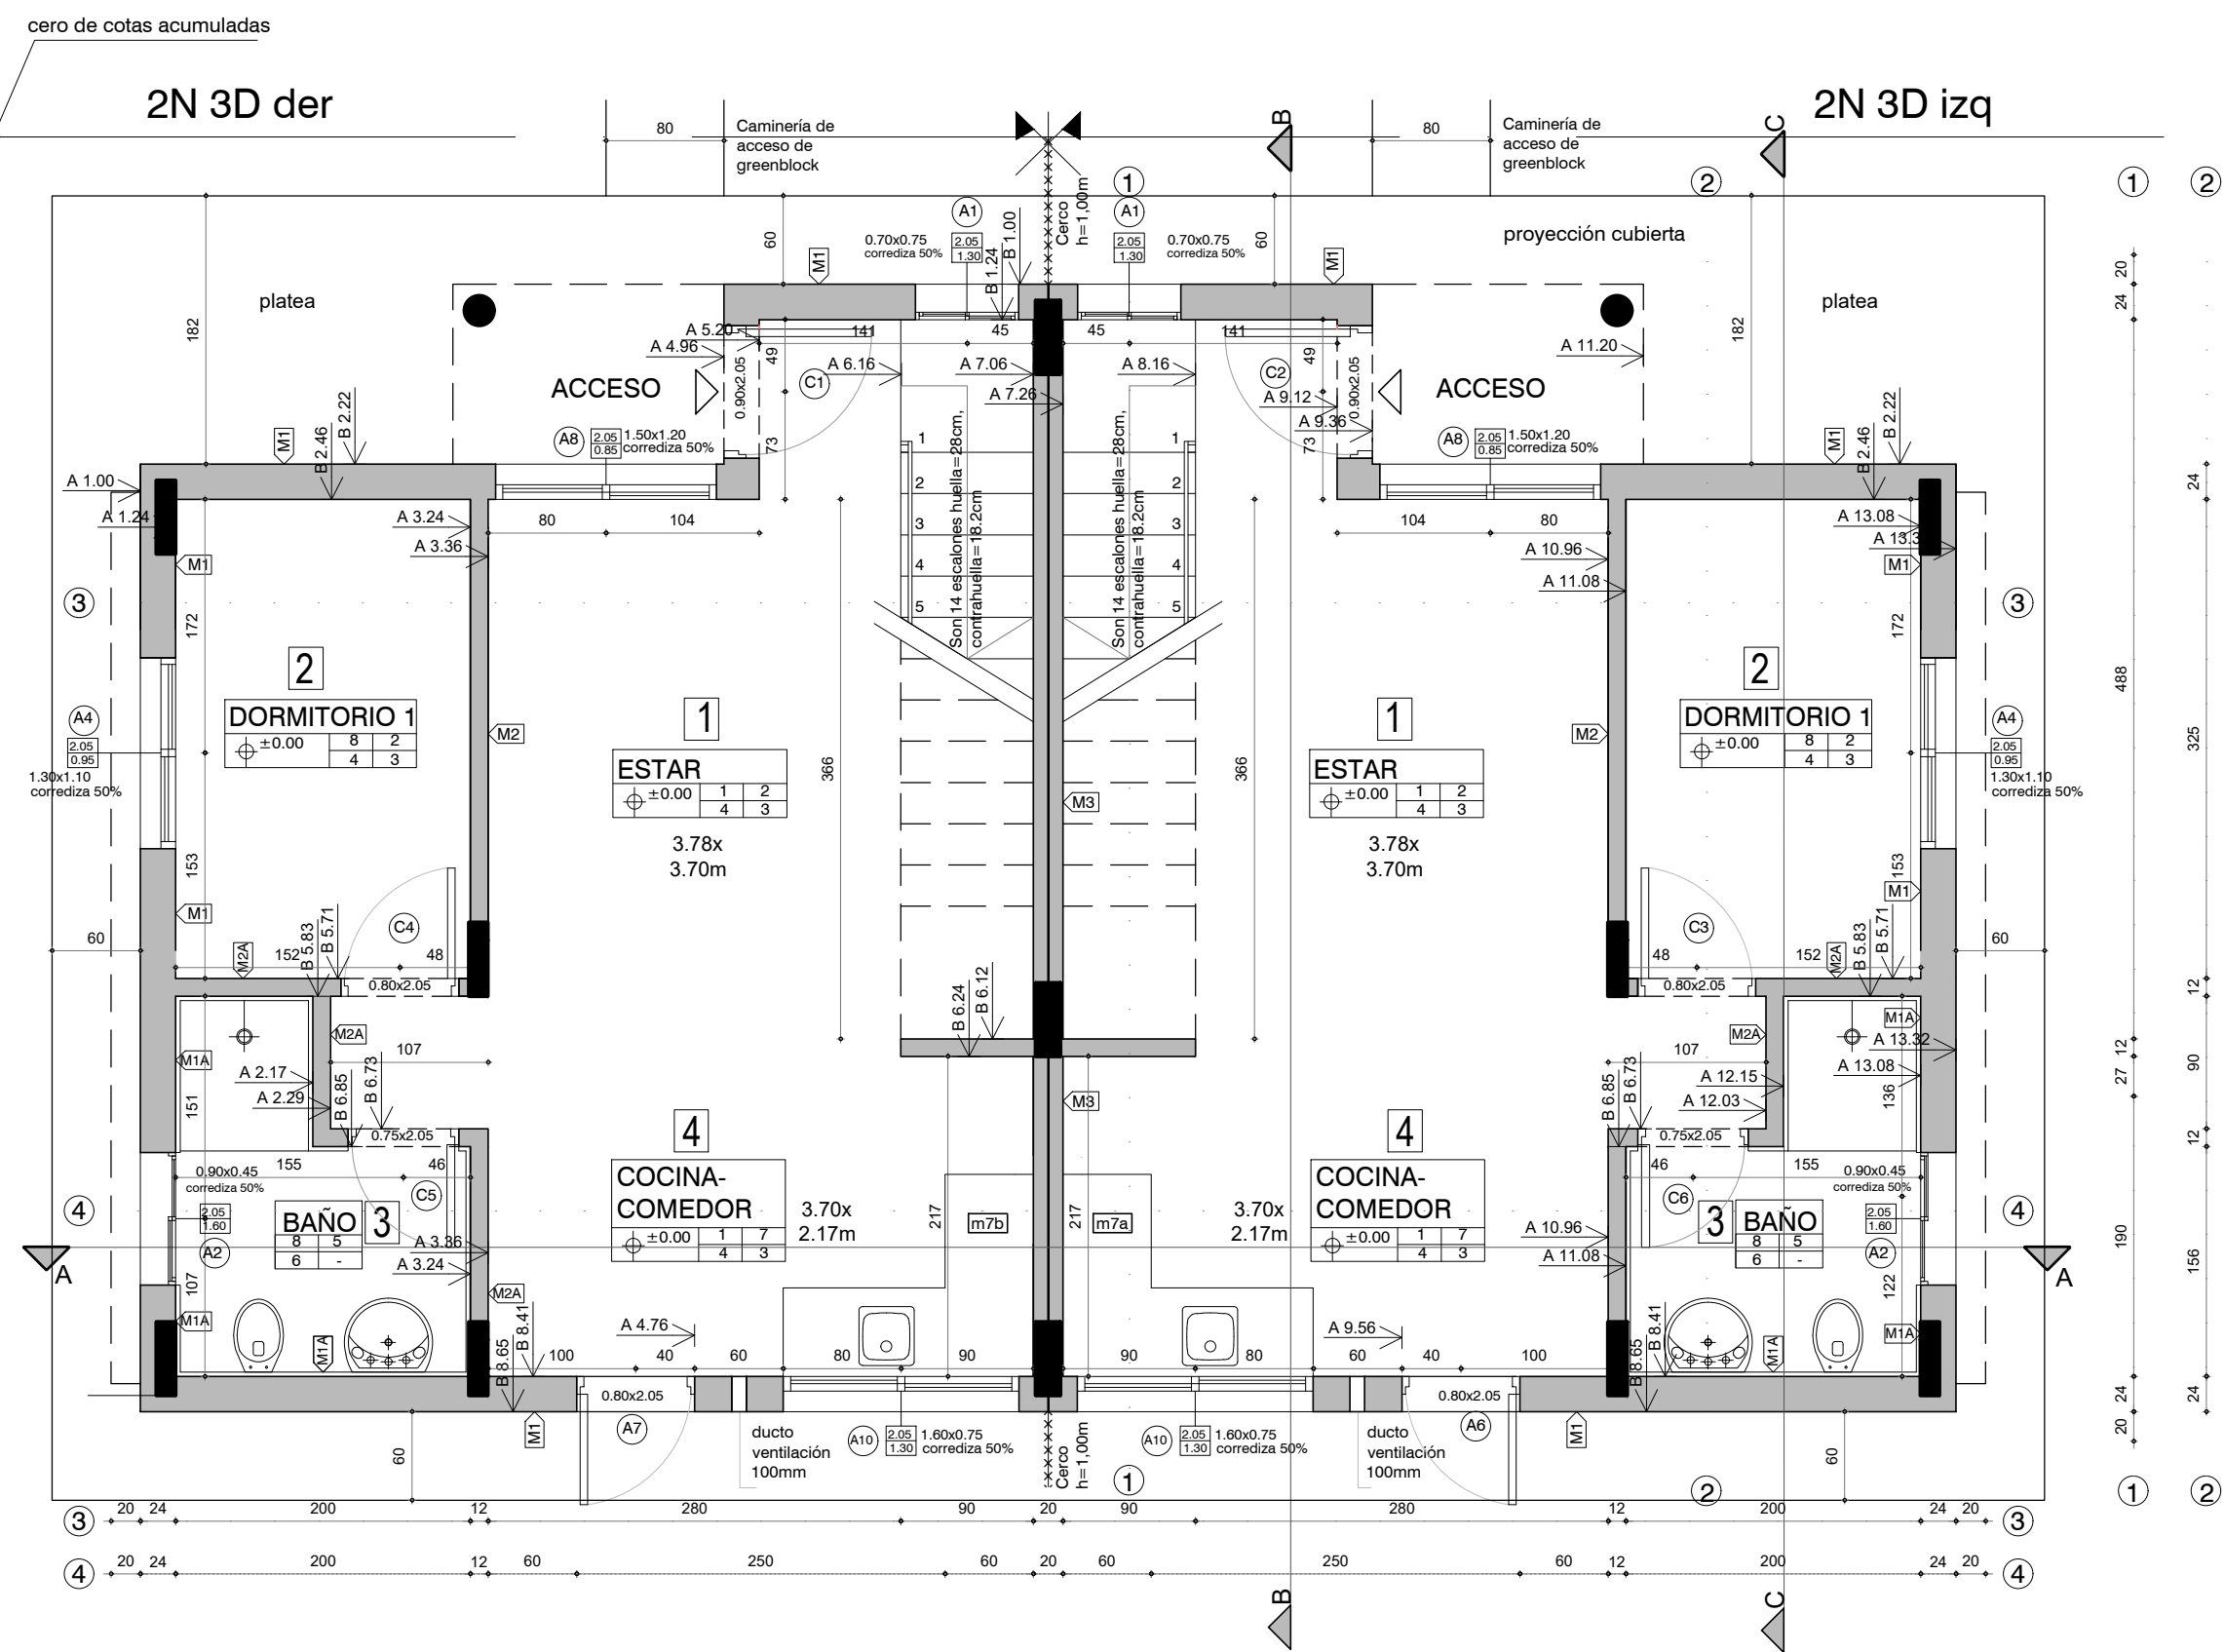 cero de cotas acumuladas
2N 3D der
2N 3D izq
80
Caminería de
acceso de
greenblock
80
Caminería de
acceso de
greenblock
B
C
1
2
1
2
A1
A1
Cerco
h=1,00m
60
60
0.70x0.75
corrediza 50%
2.05
1.30
B 1.24
B 1.00
2.05
1.30
0.70x0.75
corrediza 50%
proyección cubierta
M1
M1
20
24
platea
platea
182
182
A 5.20
141
45
45
141
A 4.96
49
49
A 11.20
A 6.16
A 7.06
A 8.16
C1
C2
ACCESO
0.90x2.05
A 7.26
A 9.12
0.90x2.05
ACCESO
A 9.36
B 2.22
B 2.22
M1
B 2.46
A8
2.05
0.85
1.50x1.20
corrediza 50%
73
1
1
73
A8
2.05
0.85
1.50x1.20
corrediza 50%
M1
B 2.46
A 1.00
2
2
24
A 1.24
A 3.24
80
104
3
Son 14 escalones huella=28cm,
contrahuella=18.2cm
Son 14 escalones huella=28cm,
contrahuella=18.2cm
3
104
80
A 13.08
A 3.36
A 10.96
A 13.3
M1
4
4
A 11.08
M1
3
172
5
5
172
3
2
2
488
A4
DORMITORIO 1
±0.00
8
2
4
3
M2
1
1
M2
DORMITORIO 1
±0.00
8
2
4
3
A4
2.05
0.95
1.30x1.10
corrediza 50%
ESTAR
±0.00
1
2
4
3
366
M3
366
ESTAR
±0.00
1
2
4
3
2.05
0.95
1.30x1.10
corrediza 50%
325
3.78x
3.70m
3.78x
3.70m
153
153
M1
M1
C4
C3
60
M2A
152
B 5.83
B 5.71
48
48
152
M2A
B 5.83
B 5.71
60
0.80x2.05
0.80x2.05
12
B 6.24
B 6.12
M1A
M2A
M2A
M1A
A 13.32
107
107
12
90
A 2.17
A 13.08
27
A 2.29
B 6.85
B 6.73
M3
B 6.85
B 6.73
A 12.15
A 12.03
151
136
0.75x2.05
4
4
0.75x2.05
12
155
46
46
155
0.90x0.45
corrediza 50%
0.90x0.45
corrediza 50%
C5
COCINA-
COMEDOR
±0.00
1
7
4
3
3.70x
2.17m
217
m7b
217
m7a
3.70x
2.17m
COCINA-
COMEDOR
±0.00
1
7
4
3
C6
4
2.05
1.60
BAÑO
3
8
5
6
-
3
BAÑO
8
5
6
-
2.05
1.60
4
A2
A 3.36
A 10.96
A2
190
A
A 3.24
A 11.08
A
156
107
M2A
122
M1A
M1A
B 8.65
B 8.41
A 4.76
A 9.56
B 8.65
B 8.41
M1A
M1A
100
40
60
80
90
90
80
60
40
100
0.80x2.05
0.80x2.05
24
24
M1
A7
ducto
ventilación
100mm
A10
2.05
1.30
1.60x0.75
corrediza 50%
Cerco
h=1,00m
A10
2.05
1.30
1.60x0.75
corrediza 50%
ducto
ventilación
100mm
A6
M1
20
60
60
1
2
1
2
3
20
24
200
12
280
90
20
90
280
12
200
24
20
3
4
20
24
200
12
60
250
60
20
60
250
60
12
200
24
20
4
B
C